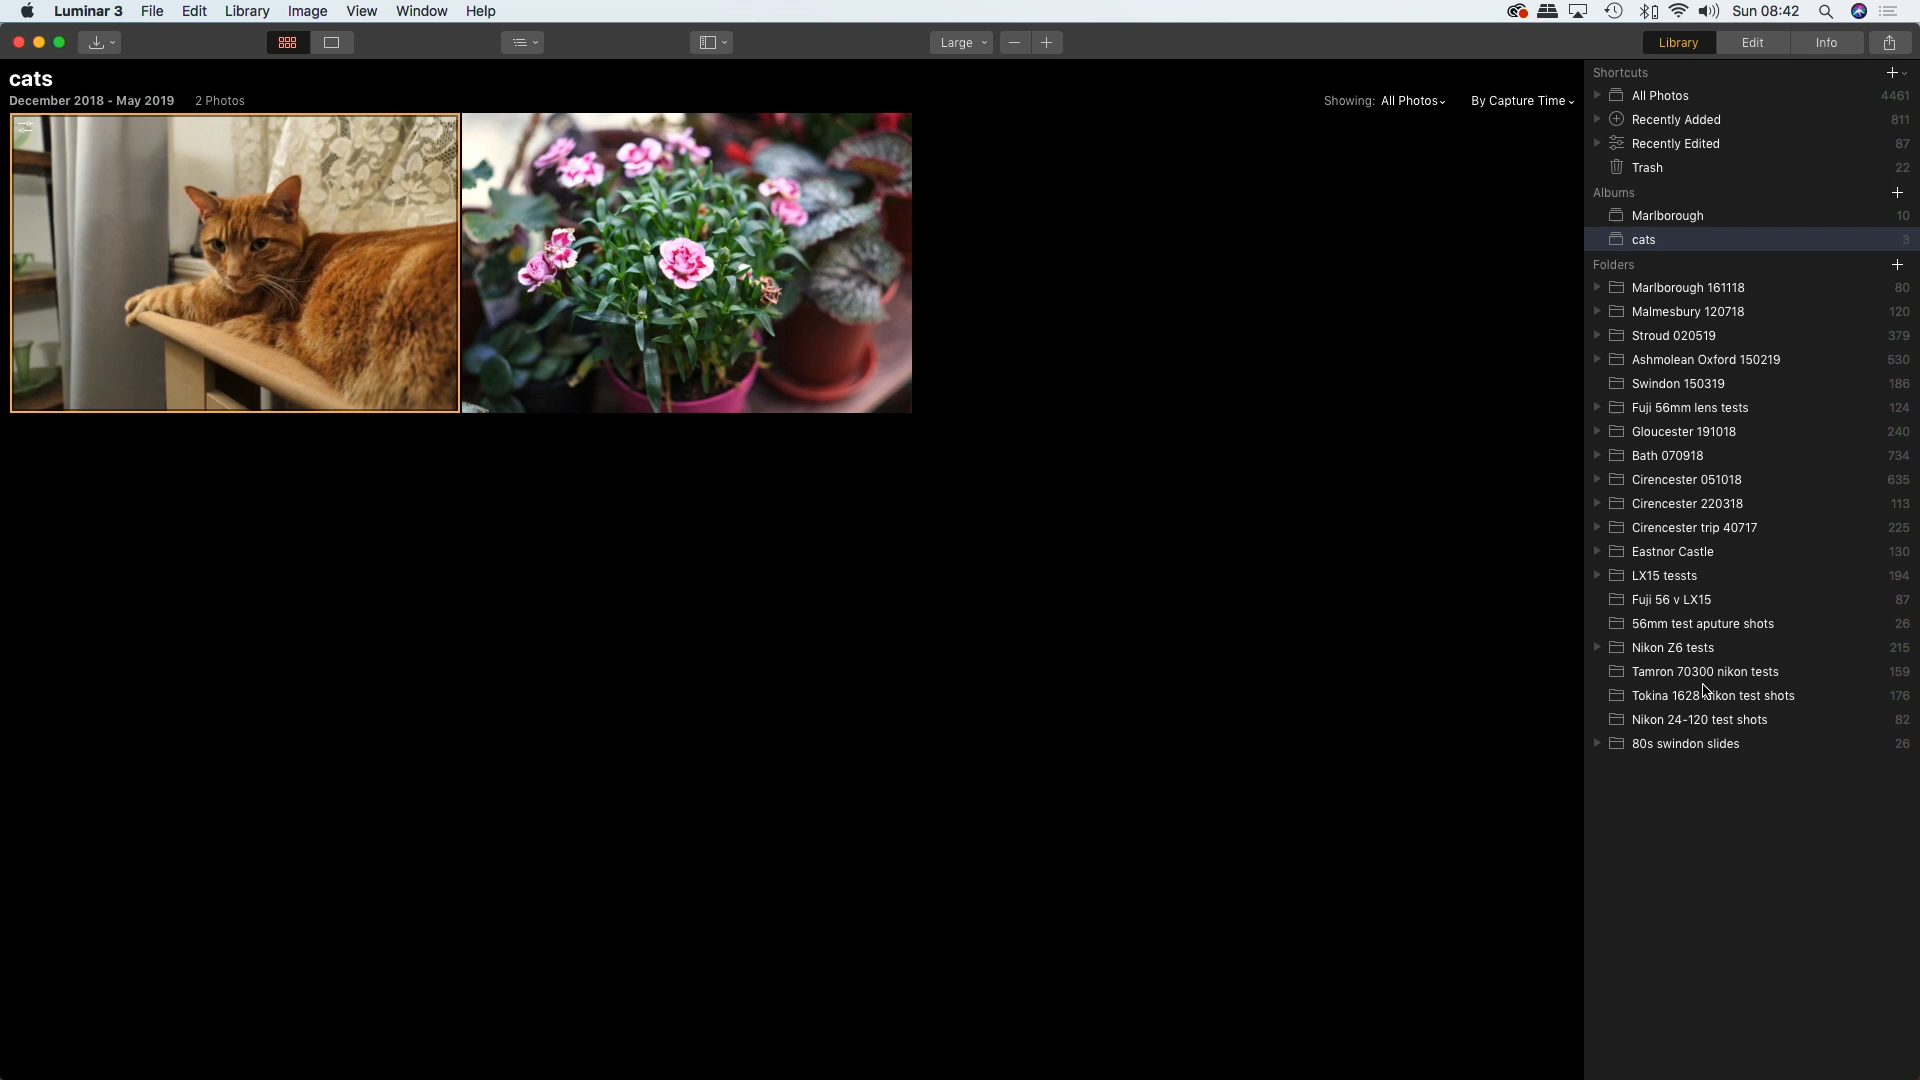 Luminar 3 File Edit Library Image View Window Help Sun 08:42
Large Library Edit Info
cats
December 2018 - May 2019 2 Photos Showing: All Photos By Capture Time
Shortcuts
All Photos 4461
Recently Added 811
Recently Edited 87
Trash 22
Albums
Marlborough 10
cats 3
Folders
Marlborough 161118 80
Malmesbury 120718 120
Stroud 020519 379
Ashmolean Oxford 150219 530
Swindon 150319 186
Fuji 56mm lens tests 124
Gloucester 191018 240
Bath 070918 734
Cirencester 051018 635
Cirencester 220318 113
Cirencester trip 40717 225
Eastnor Castle 130
LX15 tessts 194
Fuji 56 v LX15 87
56mm test aputure shots 26
Nikon Z6 tests 215
Tamron 70300 nikon tests 159
Tokina 1628 nikon test shots 176
Nikon 24-120 test shots 82
80s swindon slides 26